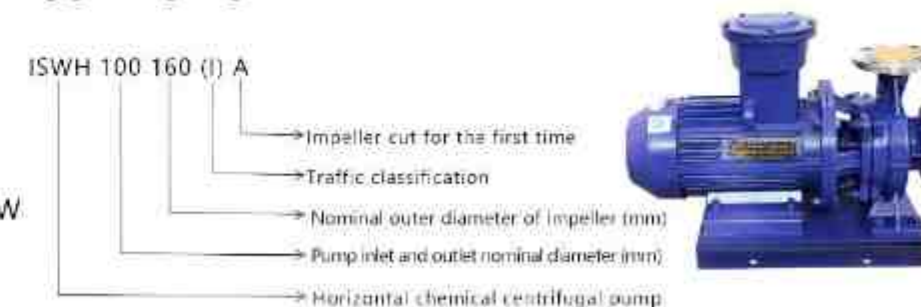 ISWH 100 160 (I) A
Impeller cut for the first time
Traffic classification
W
Nominal outer diameter of impeller (mm)
Pump inlet and outlet nominal diameter (mm)
Horizontal chemical centrifugal pump